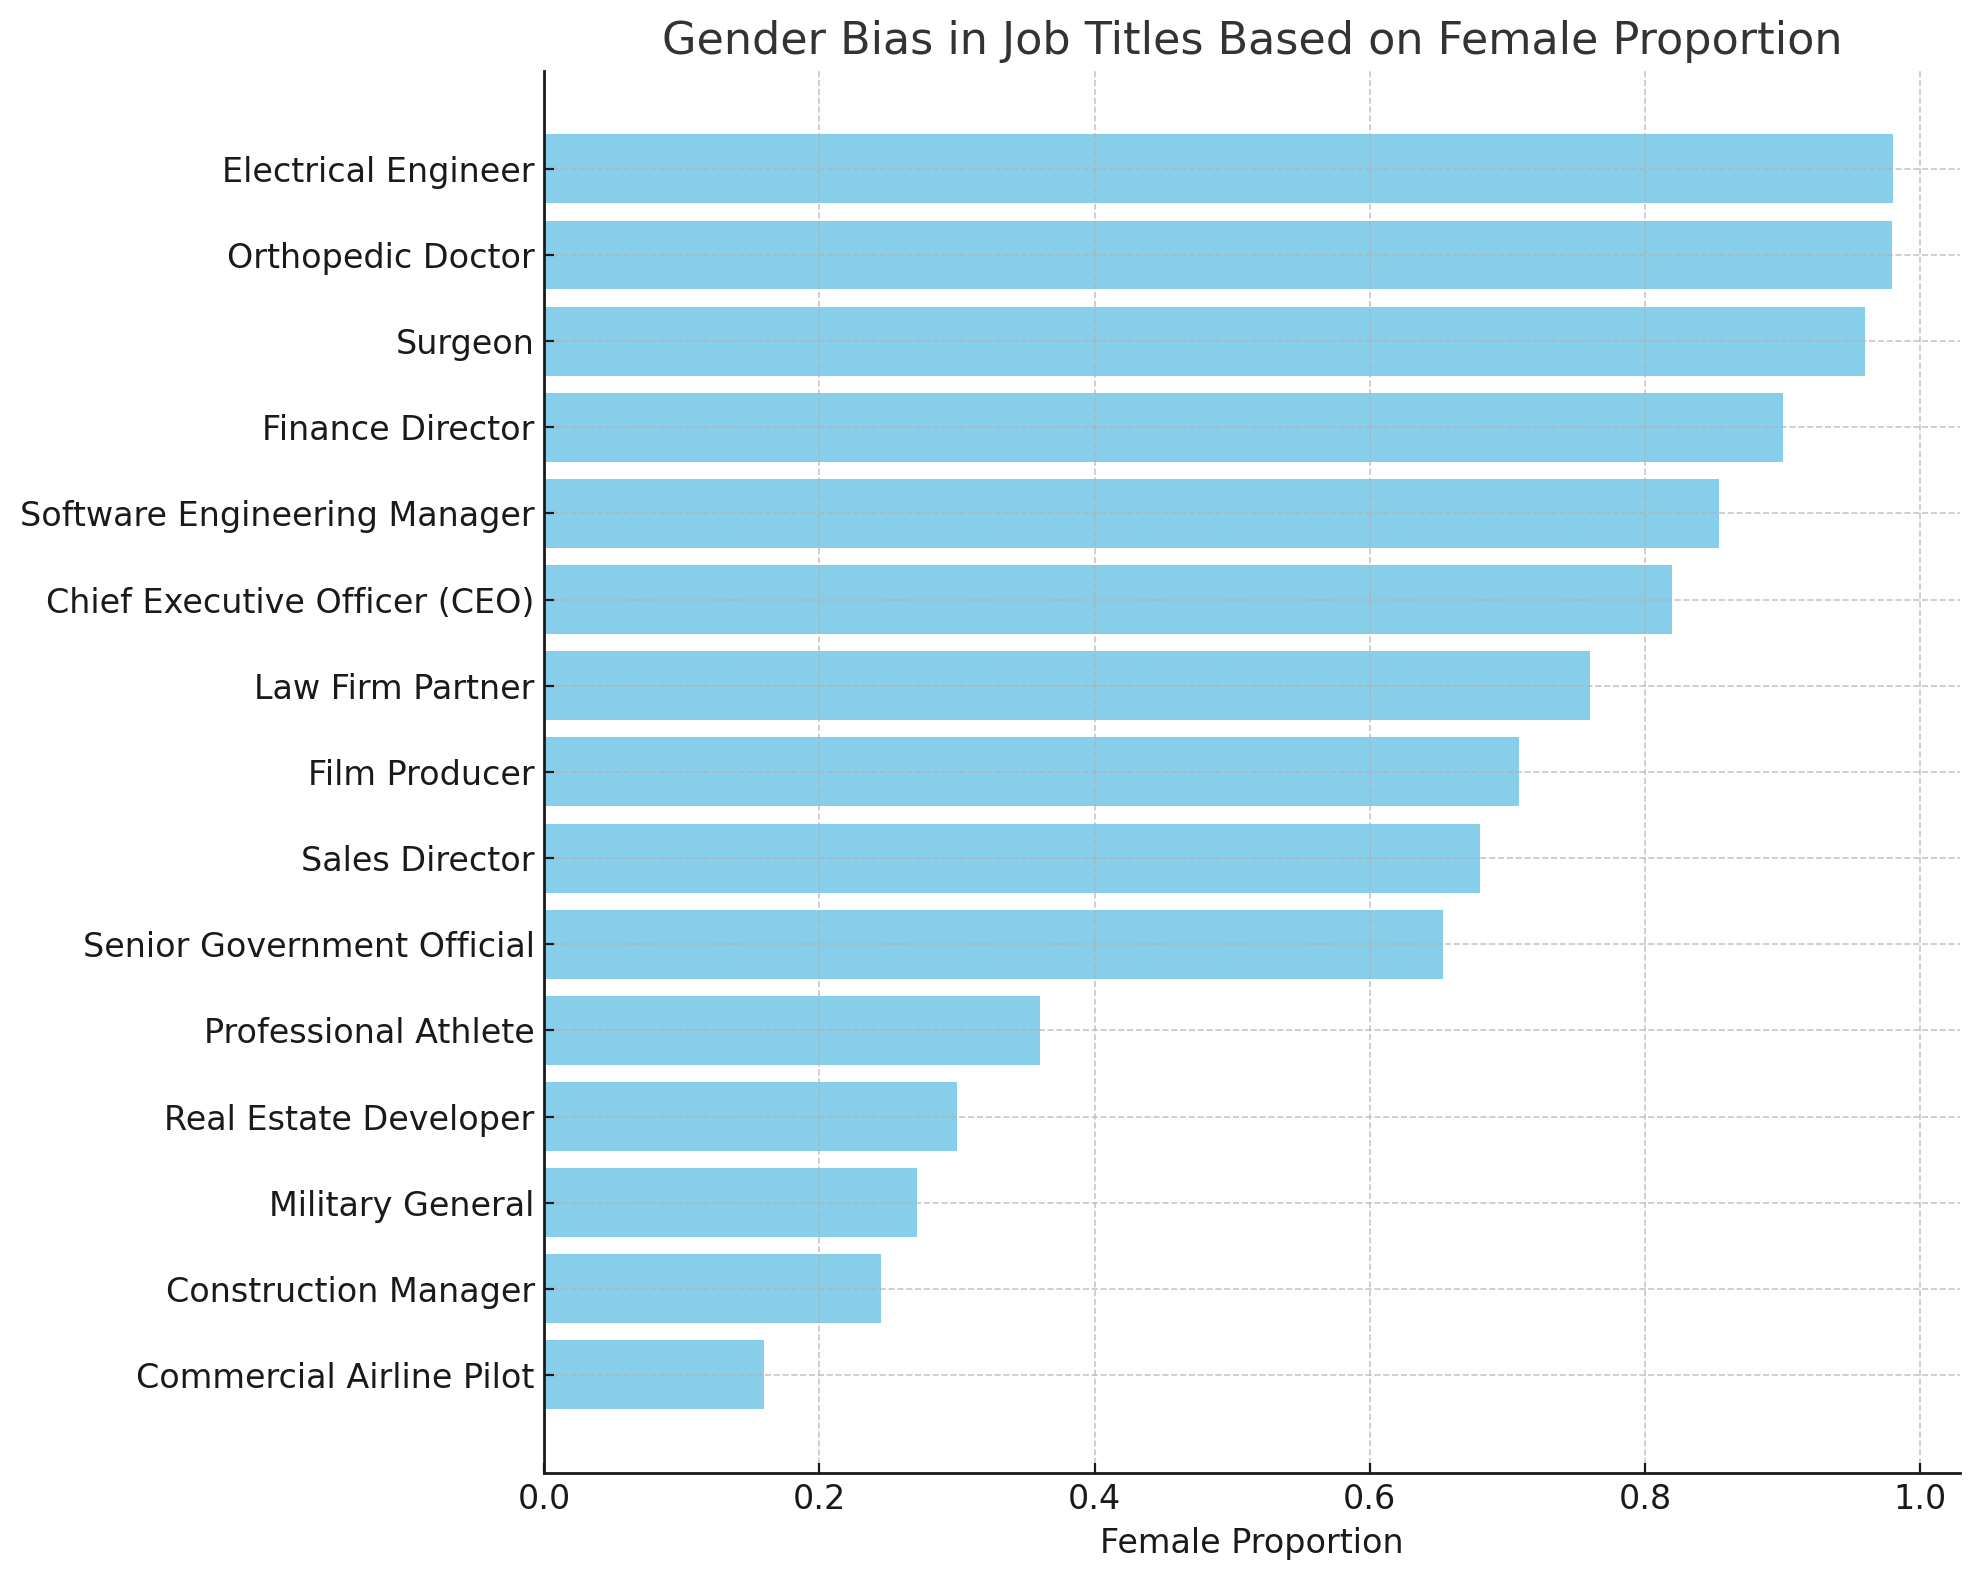 Gender Bias in Job Titles Based on Female Proportion
Electrical Engineer
Orthopedic Doctor
Surgeon
Finance Director
Software Engineering Manager
Chief Executive Officer (CEO)
Law Firm Partner
Film Producer
Sales Director
Senior Government Official
Professional Athlete
Real Estate Developer
Military General
Construction Manager
Commercial Airline Pilot
0.0 0.2 0.4 0.6 0.8 1.0
Female Proportion